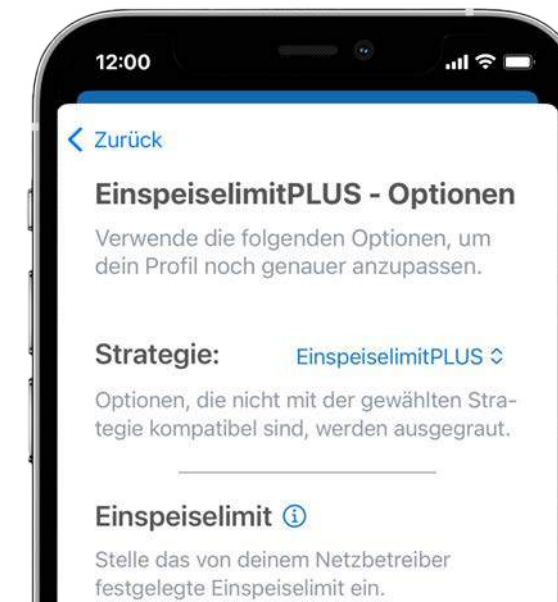 12:00
Zurück
EinspeiselimitPLUS - Optionen
Verwende die folgenden Optionen, um
dein Profil noch genauer anzupassen.
Strategie: EinspeiselimitPLUS
Optionen, die nicht mit der gewählten Stra-
tegie kompatibel sind, werden ausgegraut.
Einspeiselimit
Stelle das von deinem Netzbetreiber
festgelegte Einspeiselimit ein.